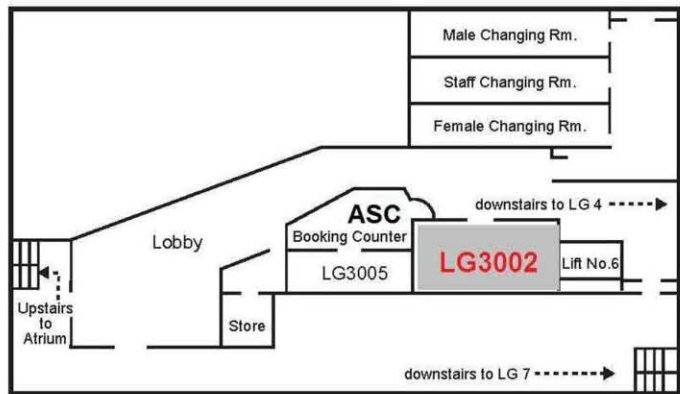 Male Changing Rm.
Staff Changing Rm.
Female Changing Rm.
downstairs to LG 4
ASC
Booking Counter
Lobby
LG3005
LG3002
Lift No.6
Upstairs
to
Atrium
Store
downstairs to LG 7